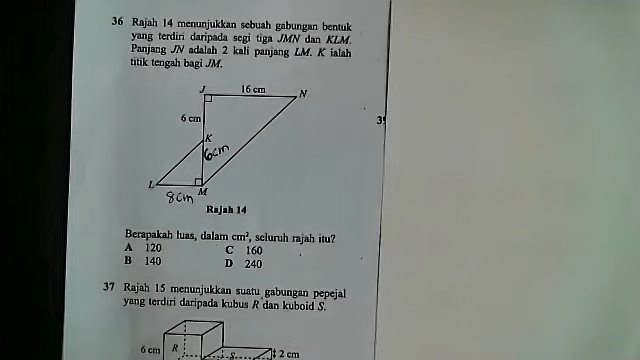 36 Rajah 14 menunjukkan sebuah gabungan bentuk
yang terdiri daripada segi tiga JMN dan KLM.
Panjang JN adalah 2 kali panjang LM. K ialah
titik tengah bagi JM.
J 16 cm N
6 cm
K
6cm
L M
8cm
Rajah 14
Berapakah luas, dalam cm², seluruh rajah itu?
A 120 C 160
B 140 D 240
37 Rajah 15 menunjukkan suatu gabungan pepejal
yang terdiri daripada kubus R dan kuboid S.
6 cm R S 2 cm